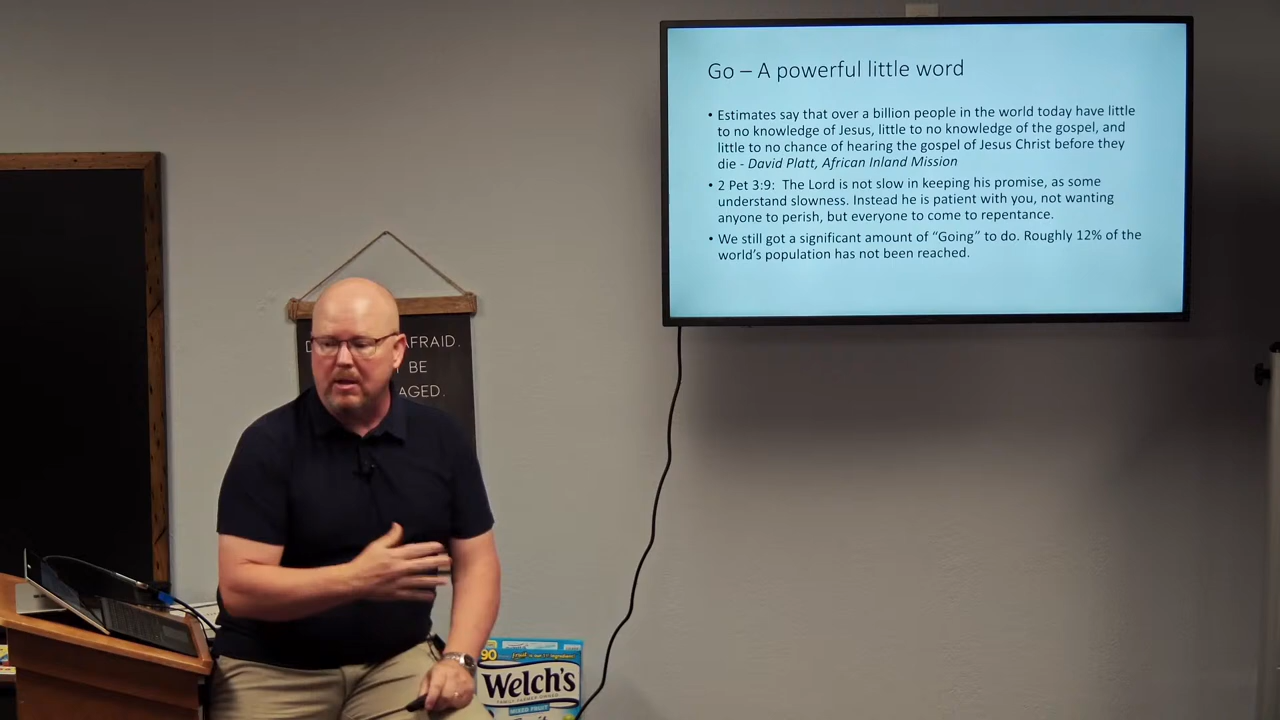 Go – A powerful little word
• Estimates say that over a billion people in the world today have little
to no knowledge of Jesus, little to no knowledge of the gospel, and
little to no chance of hearing the gospel of Jesus Christ before they
die - David Platt, African Inland Mission
• 2 Pet 3:9:  The Lord is not slow in keeping his promise, as some
understand slowness. Instead he is patient with you, not wanting
anyone to perish, but everyone to come to repentance.
• We still got a significant amount of “Going” to do. Roughly 12% of the
world’s population has not been reached.
AFRAID.
BE
AGED.
90
Welch's
MIXED FRUIT